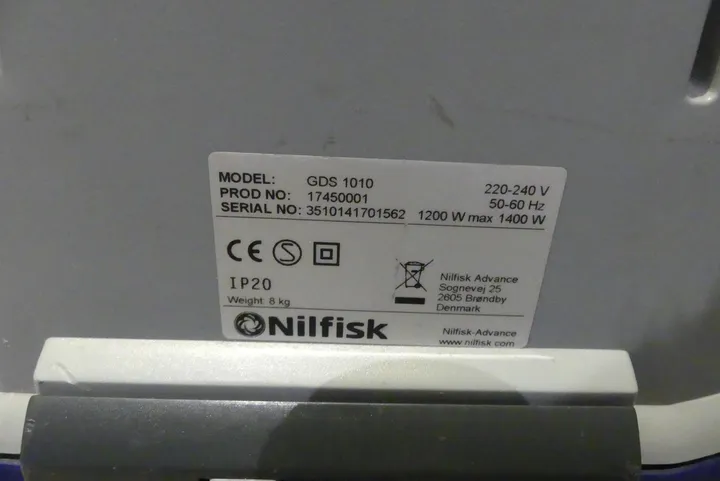 MODEL: GDS 1010 220-240 V
PROD NO: 17450001 50-60 Hz
SERIAL NO: 3510141701562 1200 W max 1400 W
CE S
IP20
Weight: 8 kg
Nilfisk Advance
Sognevej 25
2605 Brøndby
Denmark
Nilfisk
Nilfisk-Advance
www.nilfisk.com